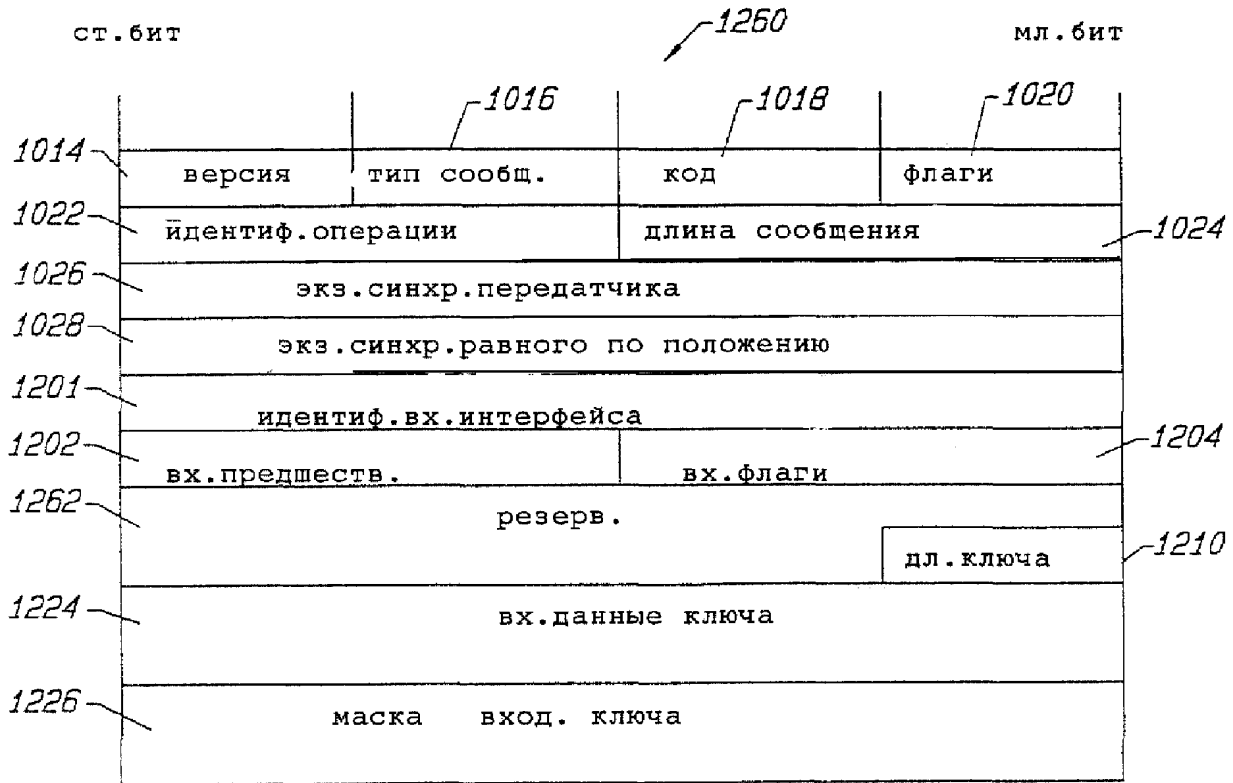 ст.бит 1260 мл.бит
1016 1018 1020
1014 версия тип сообщ. код флаги
1022 идентиф.операции длина сообщения 1024
1026 экз.синхр.передатчика
1028 экз.синхр.равного по положению
1201 идентиф.вх.интерфейса
1202 вх.предшеств. вх.флаги 1204
1262 резерв.
дл.ключа 1210
1224 вх.данные ключа
1226 маска вход. ключа